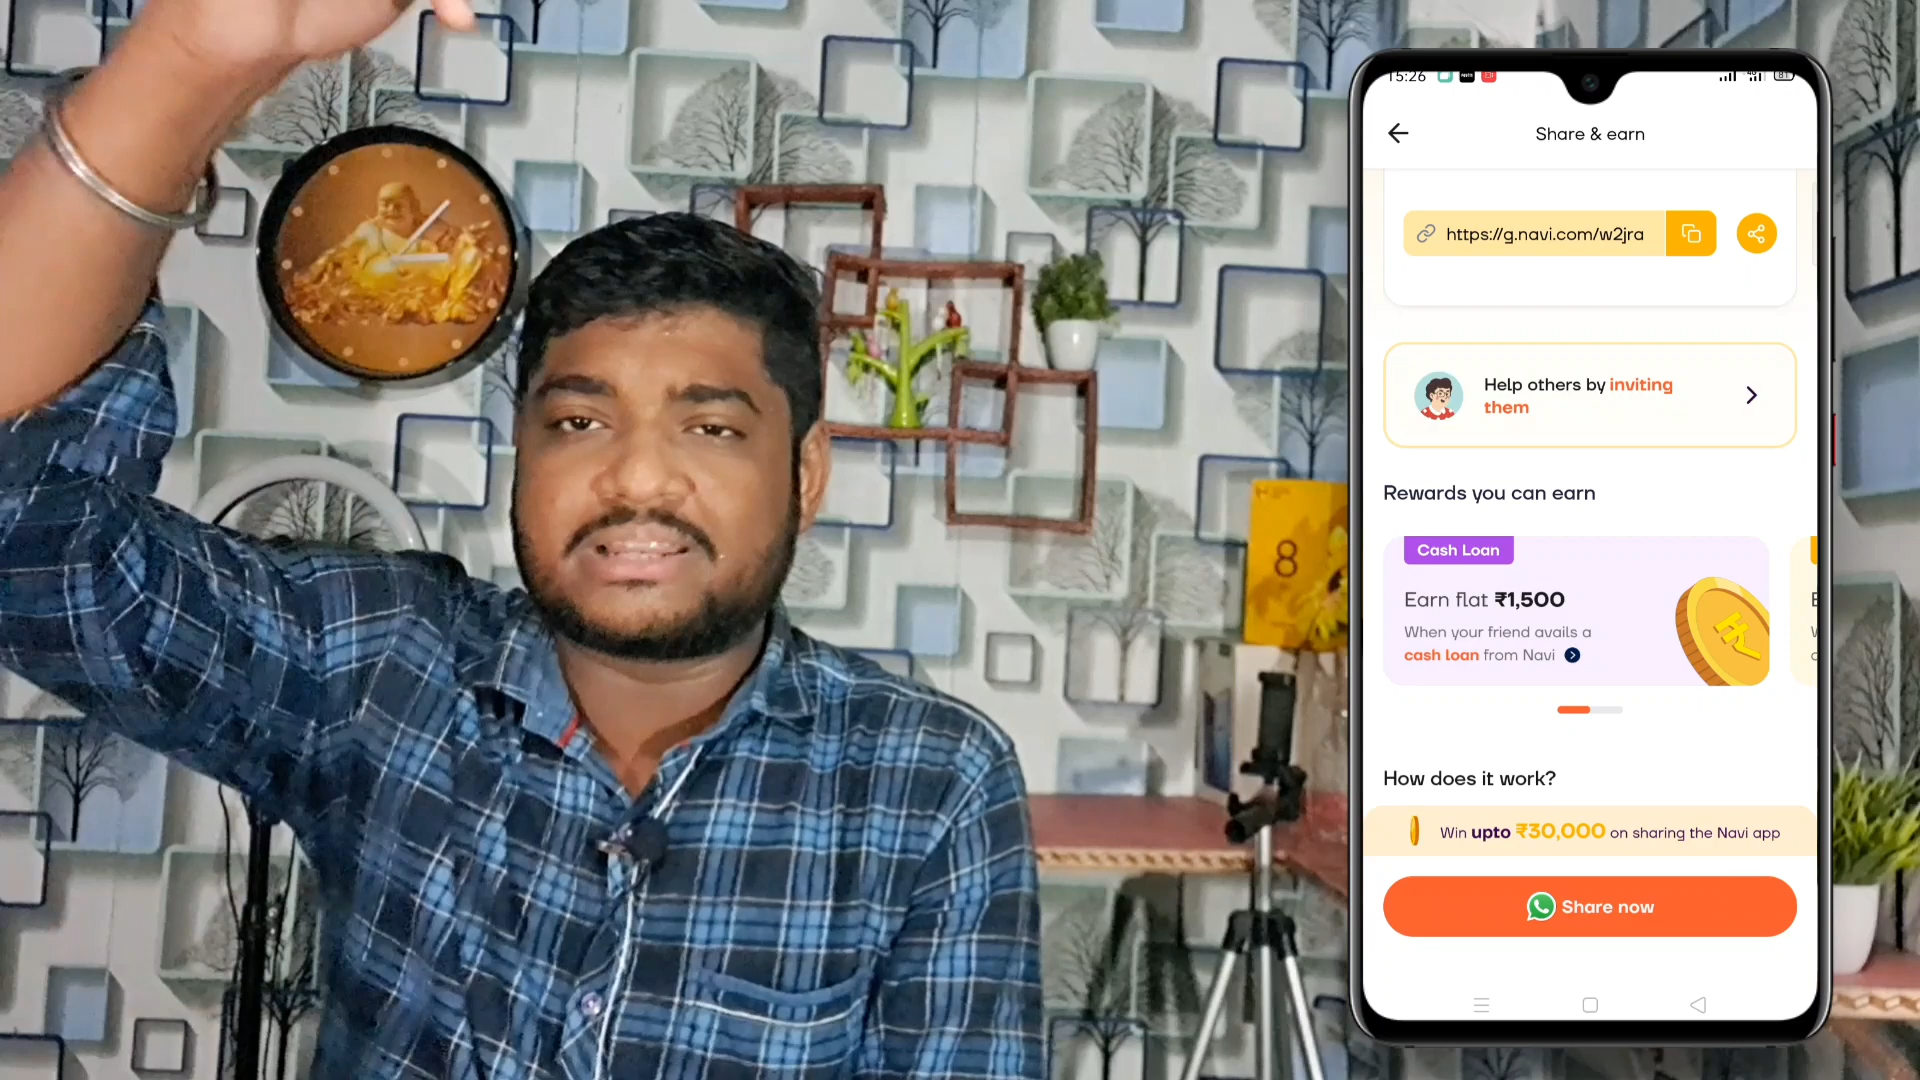 15:26
Share & earn
https://g.navi.com/w2jra
Help others by inviting
them
Rewards you can earn
Cash Loan
Earn flat ₹1,500
When your friend avails a
cash loan from Navi
How does it work?
Win upto ₹30,000 on sharing the Navi app
Share now
8